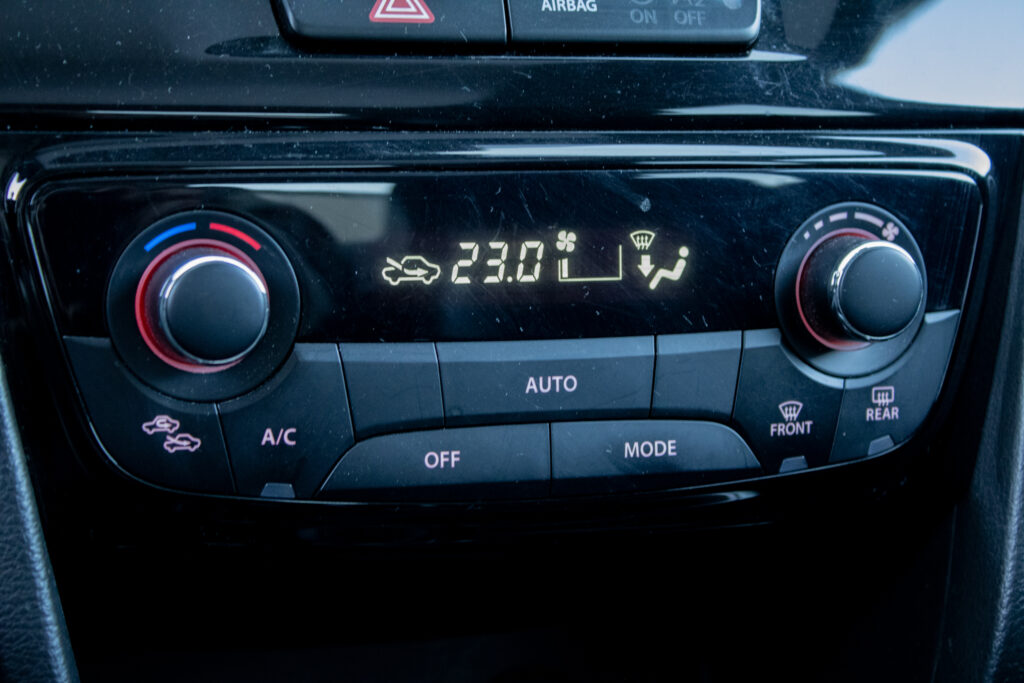 AIRBAG
ON OFF
23.0
AUTO
A/C
OFF
MODE
FRONT
REAR